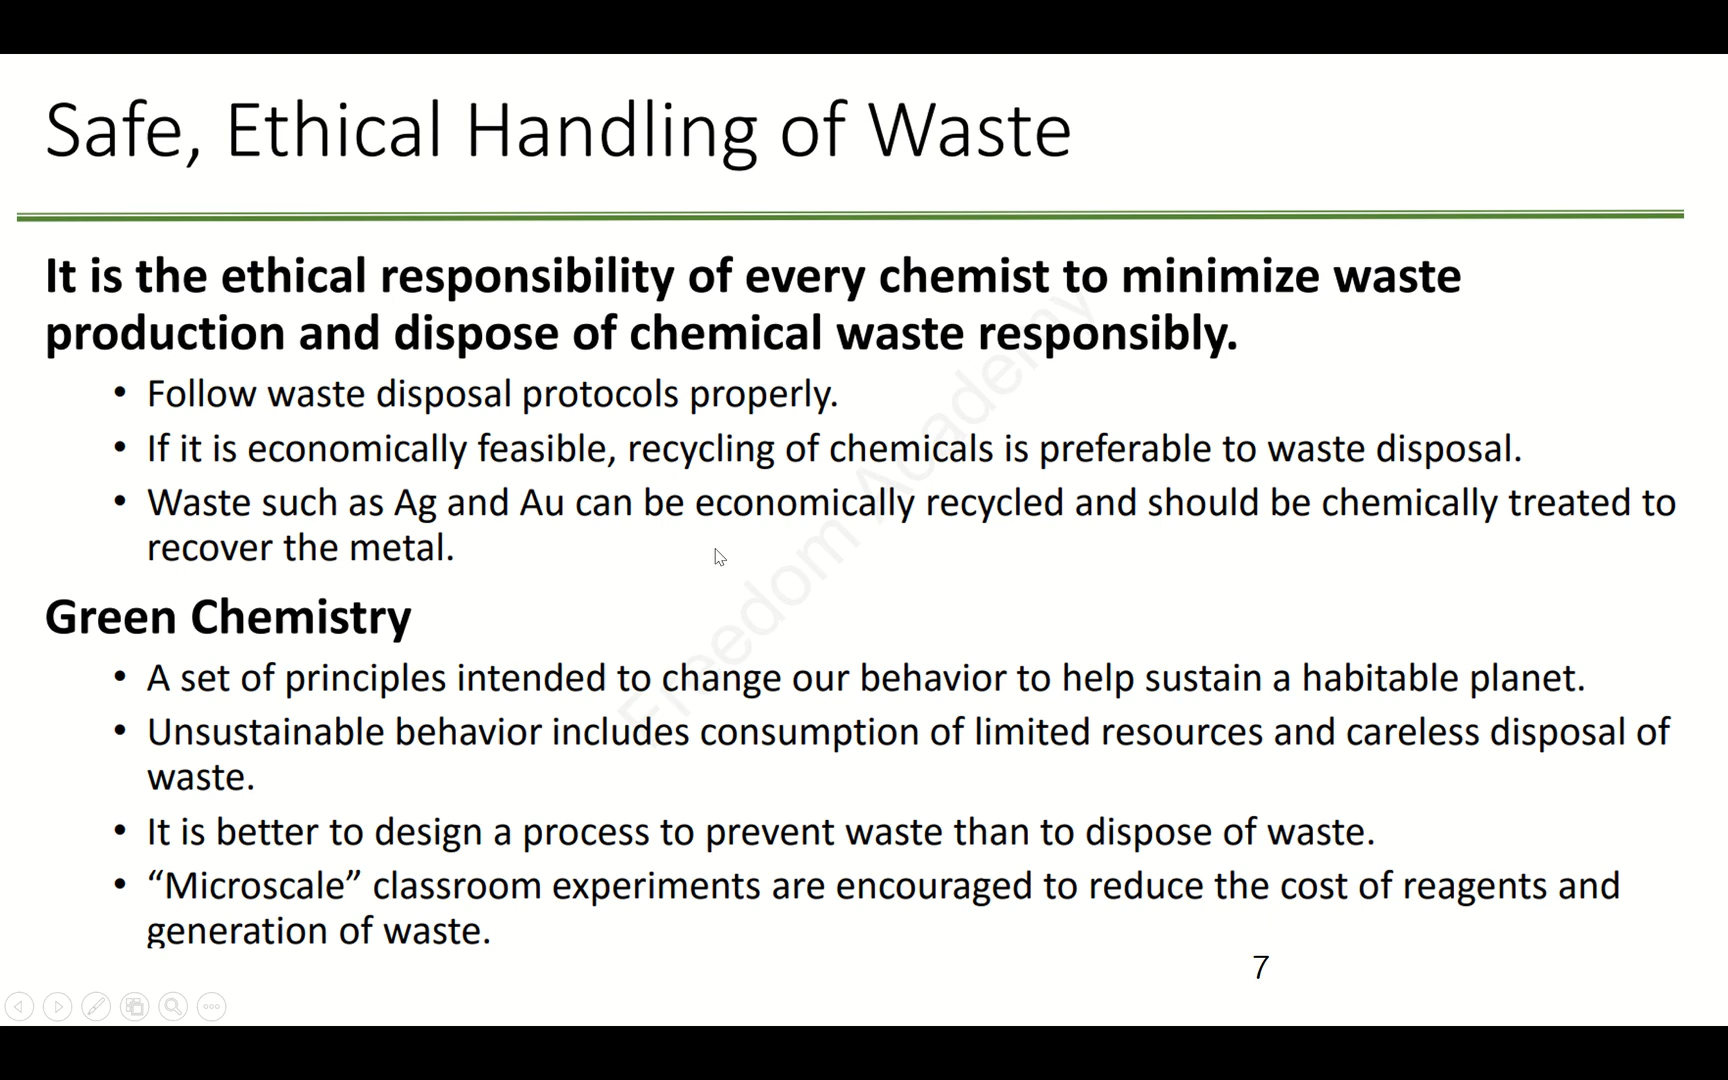 Safe, Ethical Handling of Waste
It is the ethical responsibility of every chemist to minimize waste
production and dispose of chemical waste responsibly.
• Follow waste disposal protocols properly.
• If it is economically feasible, recycling of chemicals is preferable to waste disposal.
• Waste such as Ag and Au can be economically recycled and should be chemically treated to
recover the metal.
Freedom Academy
Green Chemistry
• A set of principles intended to change our behavior to help sustain a habitable planet.
• Unsustainable behavior includes consumption of limited resources and careless disposal of
waste.
• It is better to design a process to prevent waste than to dispose of waste.
• “Microscale” classroom experiments are encouraged to reduce the cost of reagents and
generation of waste.
7